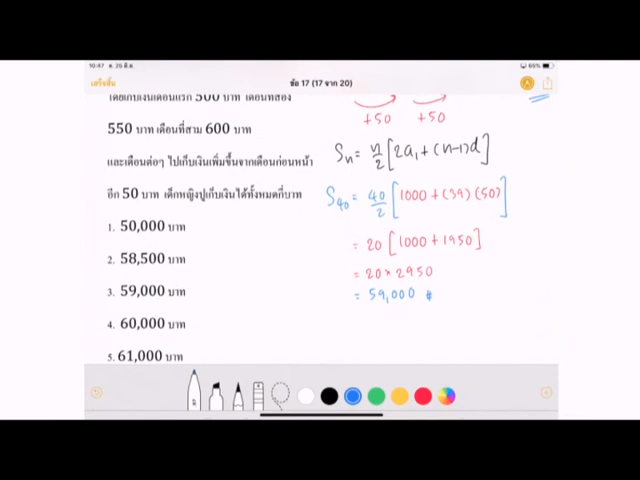 10:47 อ. 25 มิ.ย.
65%
เสร็จสิ้น
ข้อ 17 (17 จาก 20)
โดยเก็บเงินเดือนแรก 500 บาท เดือนที่สอง
+50 +50
550 บาท เดือนที่สาม 600 บาท
Sn = n/2 [2a1 + (n-1)d]
และเดือนต่อๆ ไปเก็บเงินเพิ่มขึ้นจากเดือนก่อนหน้า
อีก 50 บาท เด็กหญิงปูเก็บเงินได้ทั้งหมดกี่บาท
S40 = 40/2 [1000 + (39)(50)]
1. 50,000 บาท
= 20 [1000 + 1950]
2. 58,500 บาท
= 20 × 2950
3. 59,000 บาท
= 59,000 #
4. 60,000 บาท
5. 61,000 บาท